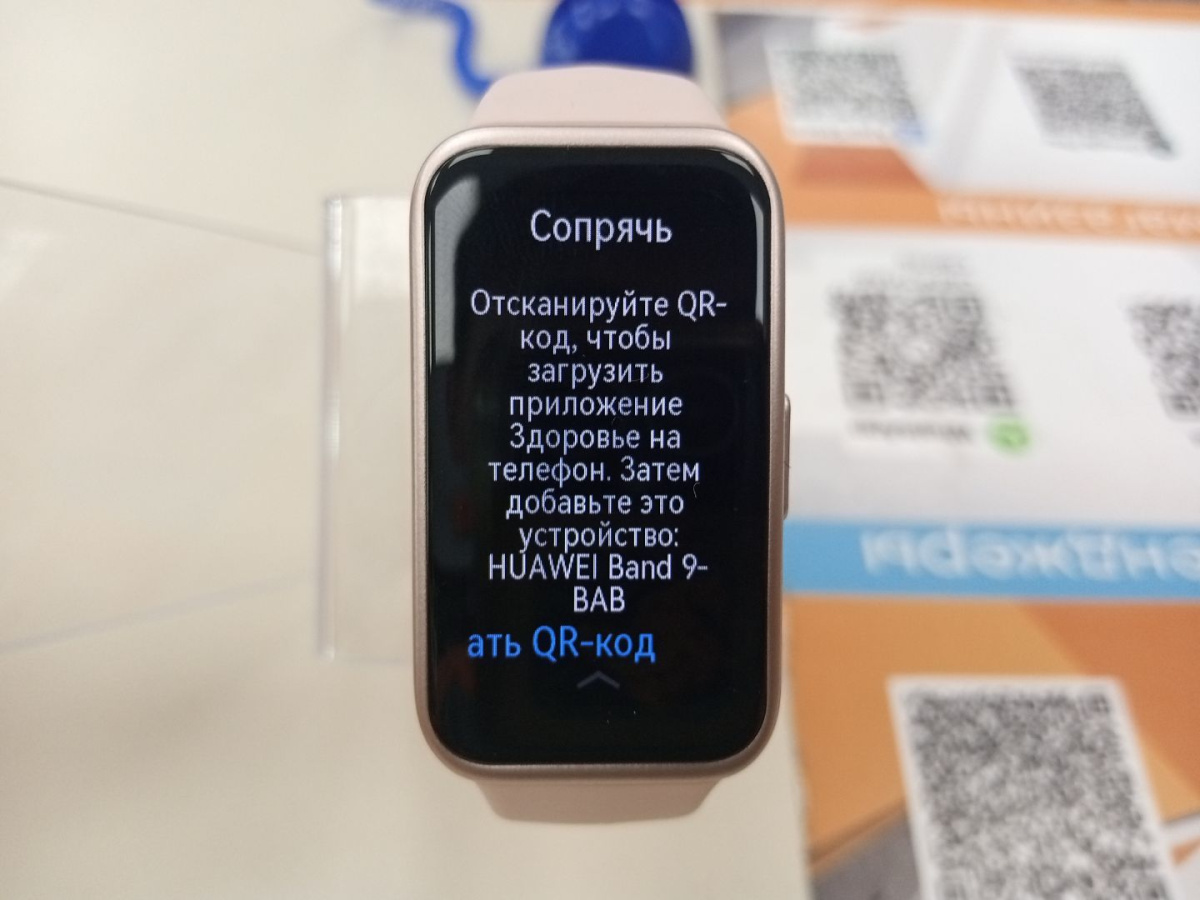 Сопрячь
Отсканируйте QR-
код, чтобы
загрузить
приложение
Здоровье на
телефон. Затем
добавьте это
устройство:
HUAWEI Band 9-
BAB
ать QR-код
нджеры